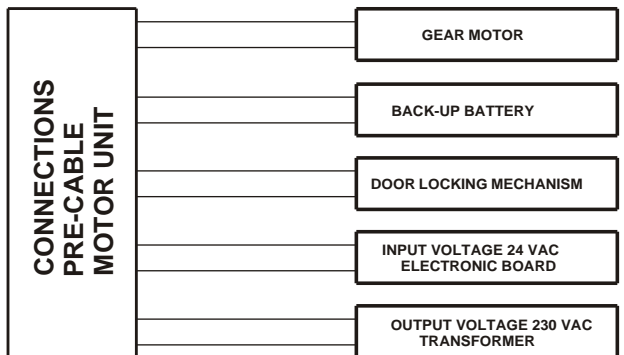 CONNECTIONS
PRE-CABLE
MOTOR UNIT
GEAR MOTOR
BACK-UP BATTERY
DOOR LOCKING MECHANISM
INPUT VOLTAGE 24 VAC
ELECTRONIC BOARD
OUTPUT VOLTAGE 230 VAC
TRANSFORMER